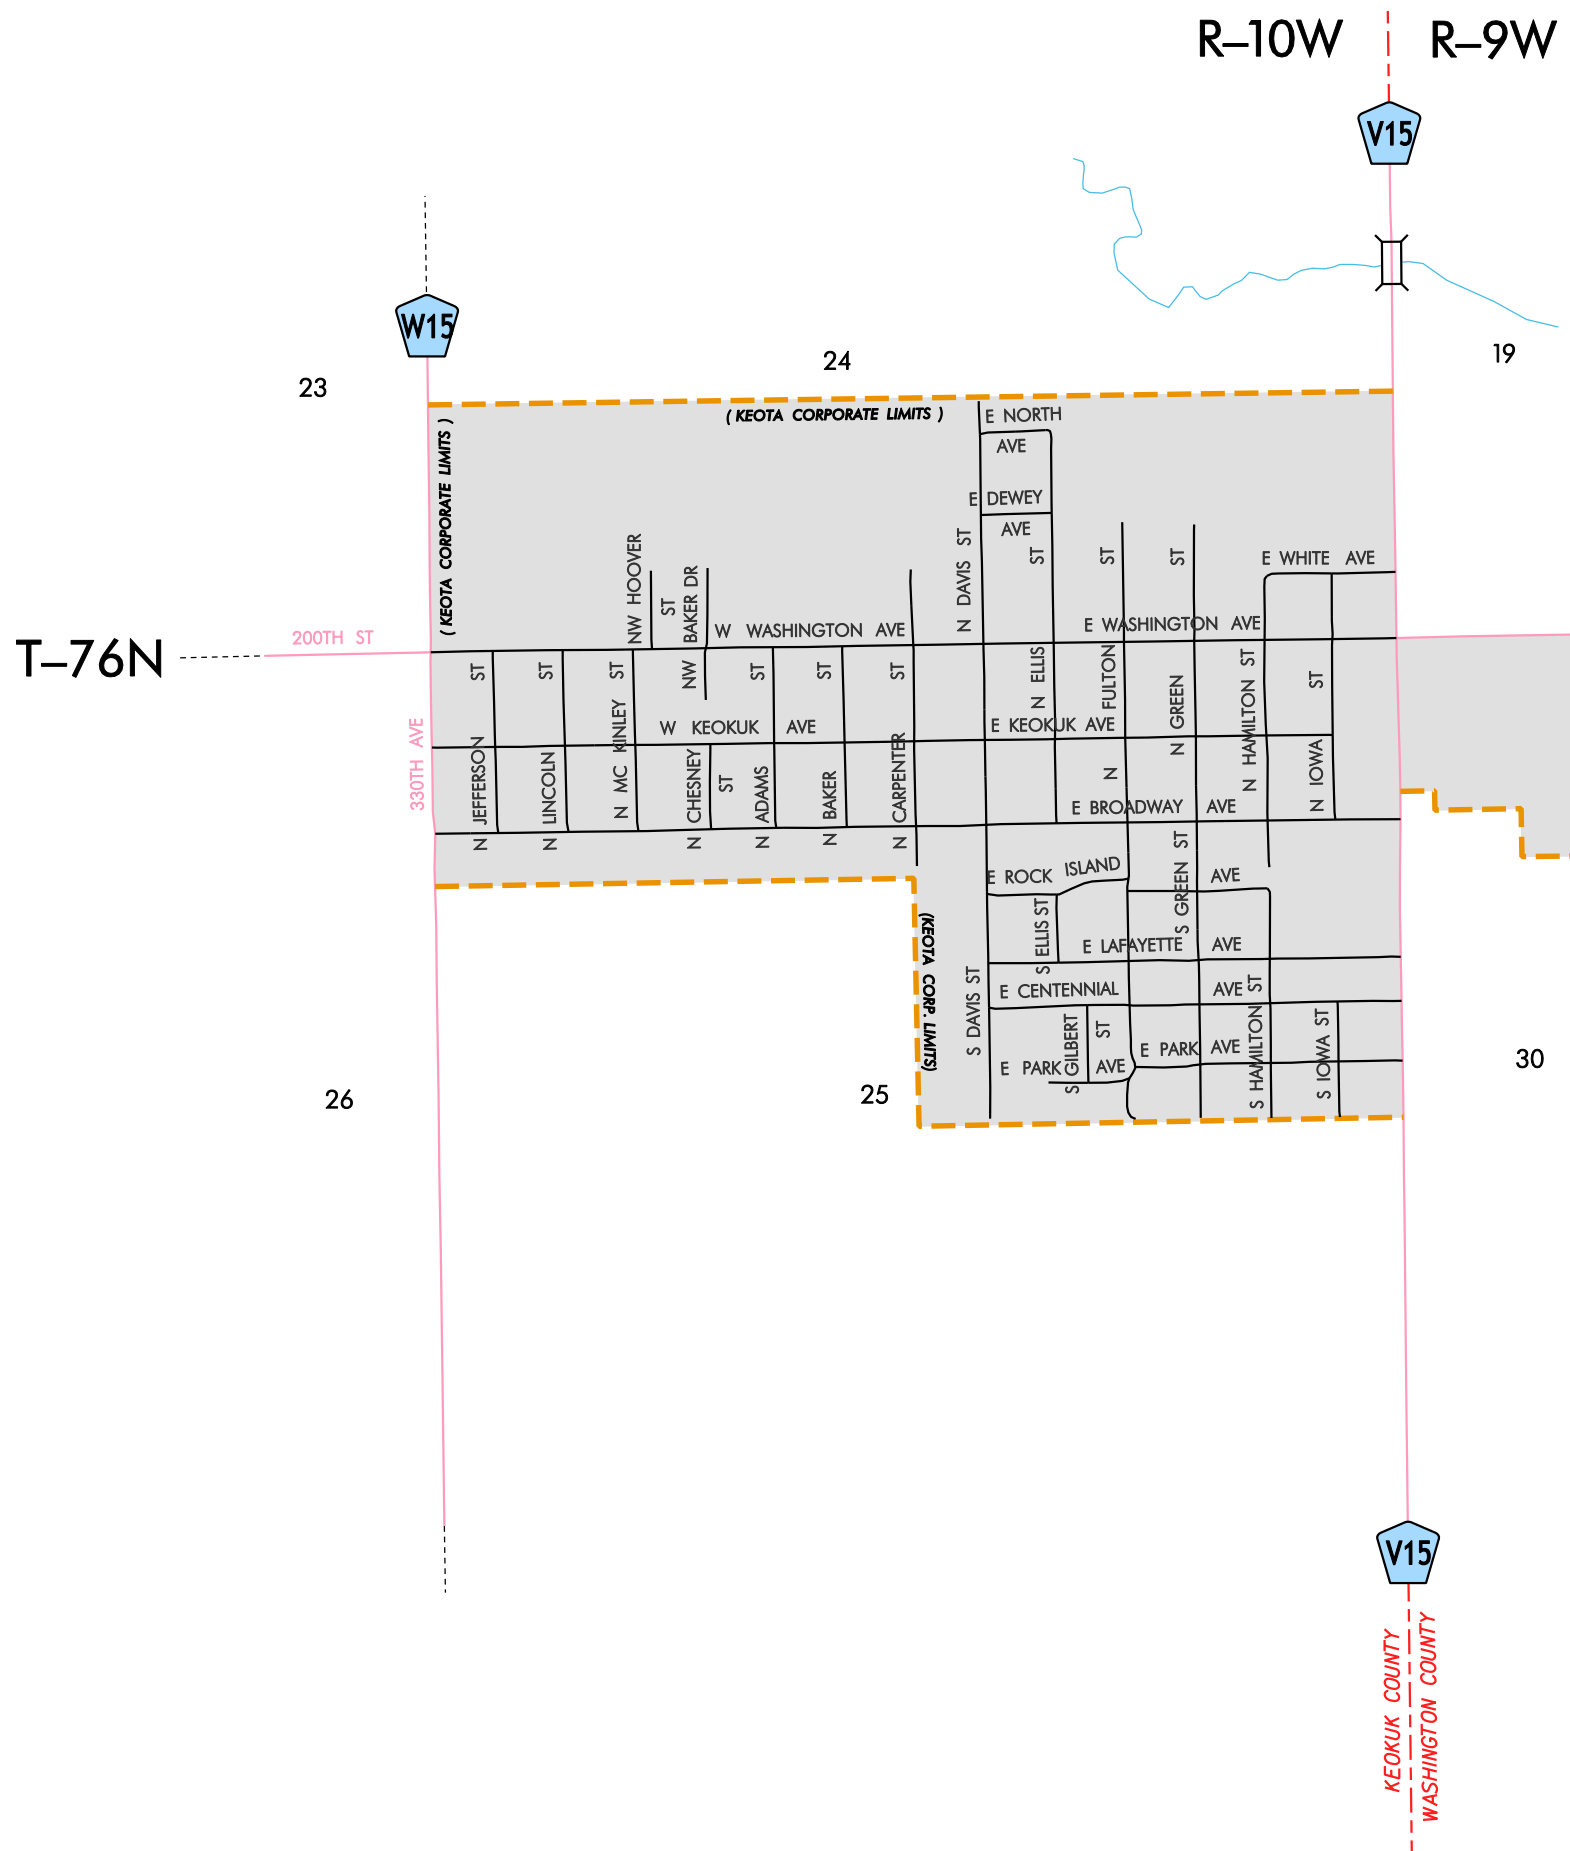 R–10W
R–9W
V15
W15
19
24
23
( KEOTA CORPORATE LIMITS )
( KEOTA CORPORATE LIMITS )
E NORTH
AVE
E DEWEY
AVE
N DAVIS ST
NW HOOVER
ST
NW BAKER DR
E WHITE AVE
W WASHINGTON AVE
E WASHINGTON AVE
200TH ST
T–76N
330TH AVE
N JEFFERSON ST
N LINCOLN ST
N MC KINLEY ST
N CHESNEY
ST
N ADAMS ST
N BAKER ST
N CARPENTER ST
N ELLIS ST
N FULTON ST
N GREEN ST
N HAMILTON ST
N IOWA ST
W KEOKUK AVE
E KEOKUK AVE
E BROADWAY AVE
E ROCK ISLAND AVE
S GREEN ST
S ELLIS ST
E LAFAYETTE AVE
(KEOTA CORP. LIMITS)
S DAVIS ST
E CENTENNIAL AVE
S GILBERT
ST
S HAMILTON ST
S IOWA ST
E PARK AVE
E PARK AVE
26
25
30
V15
KEOKUK COUNTY
WASHINGTON COUNTY